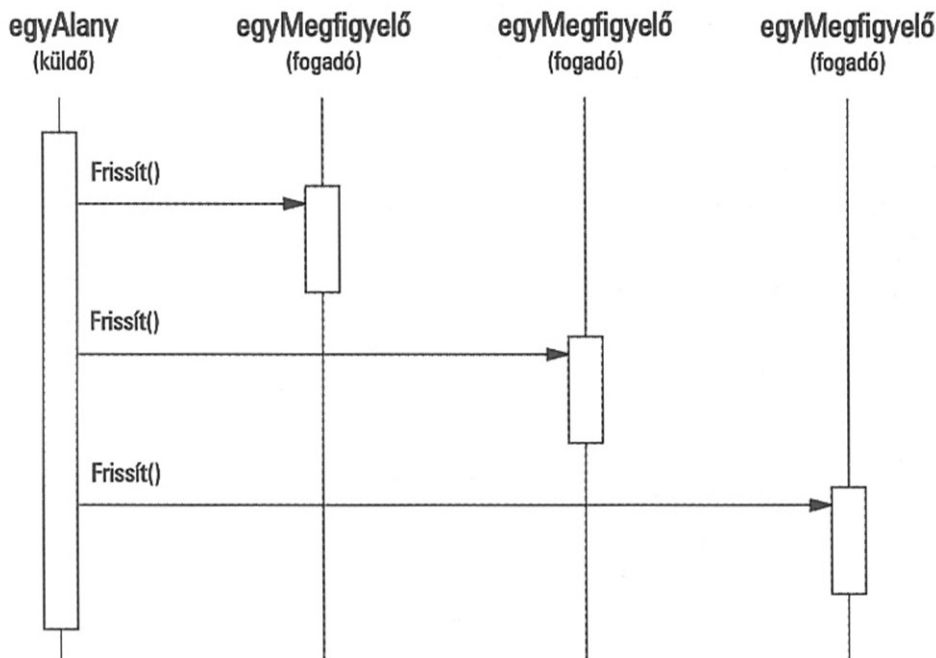 egyAlany
(küldő)
egyMegfigyelő
(fogadó)
egyMegfigyelő
(fogadó)
egyMegfigyelő
(fogadó)
Frissít()
Frissít()
Frissít()